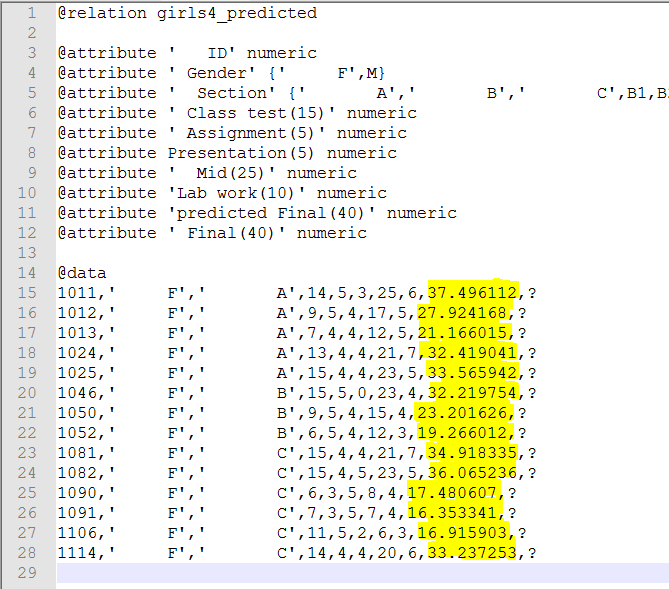 1 @relation girls4_predicted
2
3 @attribute '   ID' numeric
4 @attribute ' Gender' {'      F',M}
5 @attribute '  Section' {'       A','       B','       C',B1,B
6 @attribute ' Class test(15)' numeric
7 @attribute ' Assignment(5)' numeric
8 @attribute Presentation(5) numeric
9 @attribute '  Mid(25)' numeric
10 @attribute 'Lab work(10)' numeric
11 @attribute 'predicted Final(40)' numeric
12 @attribute ' Final(40)' numeric
13
14 @data
15 1011,'      F','       A',14,5,3,25,6,37.496112,?
16 1012,'      F','       A',9,5,4,17,5,27.924168,?
17 1013,'      F','       A',7,4,4,12,5,21.166015,?
18 1024,'      F','       A',13,4,4,21,7,32.419041,?
19 1025,'      F','       A',15,4,4,23,5,33.565942,?
20 1046,'      F','       B',15,5,0,23,4,32.219754,?
21 1050,'      F','       B',9,5,4,15,4,23.201626,?
22 1052,'      F','       B',6,5,4,12,3,19.266012,?
23 1081,'      F','       C',15,4,4,21,7,34.918335,?
24 1082,'      F','       C',15,4,5,23,5,36.065236,?
25 1090,'      F','       C',6,3,5,8,4,17.480607,?
26 1091,'      F','       C',7,3,5,7,4,16.353341,?
27 1106,'      F','       C',11,5,2,6,3,16.915903,?
28 1114,'      F','       C',14,4,4,20,6,33.237253,?
29